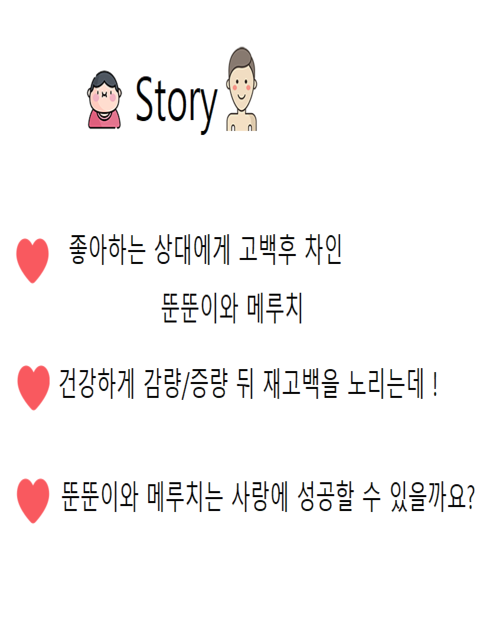 Story
좋아하는 상대에게 고백후 차인
뚠뚠이와 메루치
건강하게 감량/증량 뒤 재고백을 노리는데 !
뚠뚠이와 메루치는 사랑에 성공할 수 있을까요?